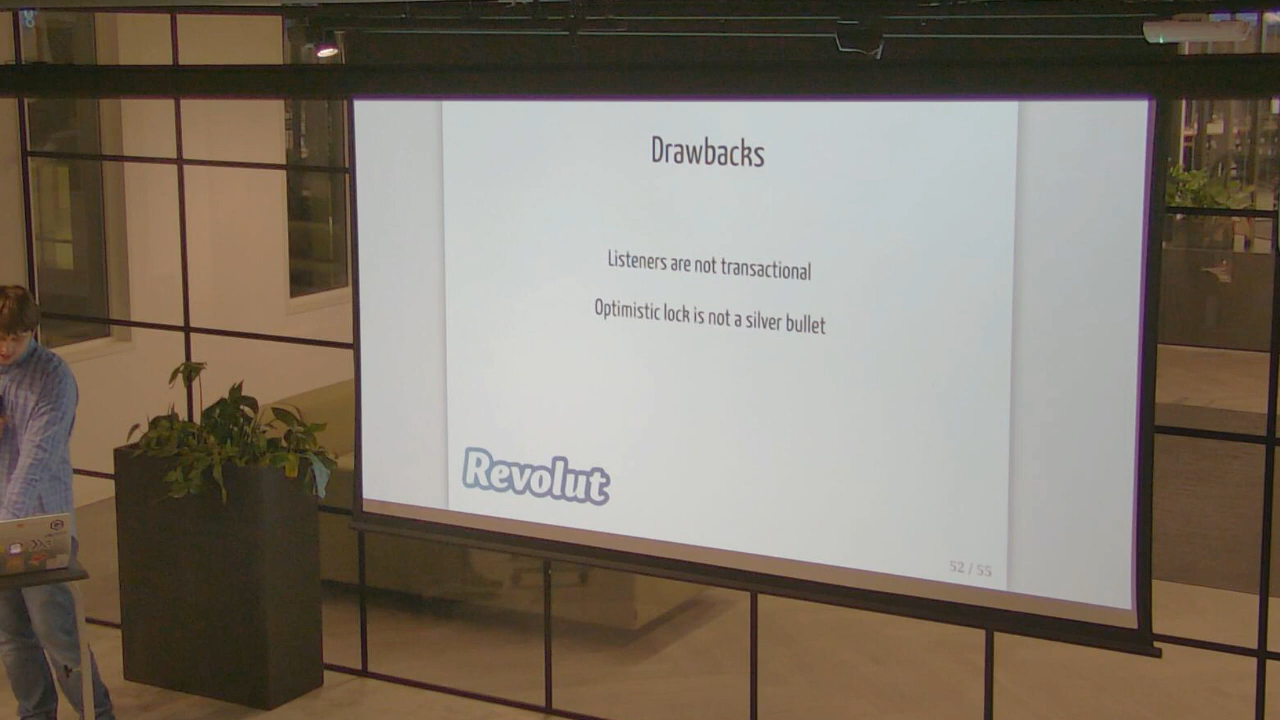 Drawbacks
Listeners are not transactional
Optimistic lock is not a silver bullet
Revolut
52 / 55